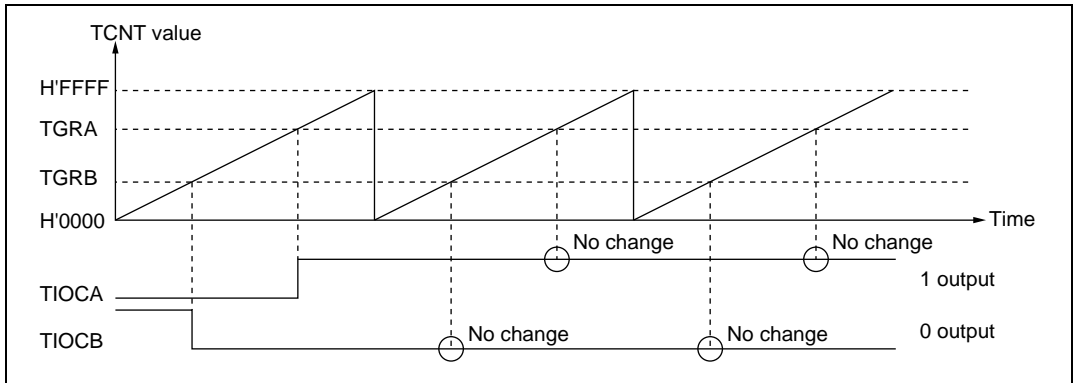 TCNT value
H'FFFF
TGRA
TGRB
H'0000
Time
No change
No change
1 output
TIOCA
No change
No change
0 output
TIOCB